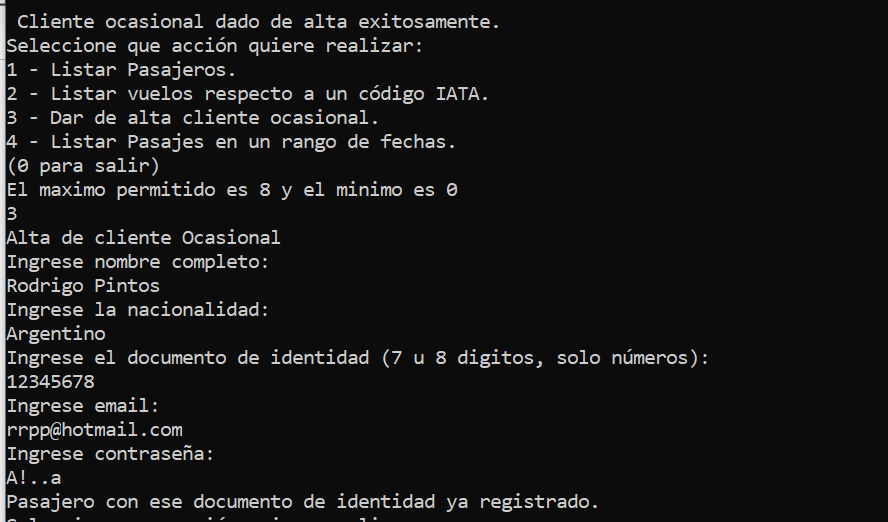 Cliente ocasional dado de alta exitosamente.
Seleccione que acción quiere realizar:
1 - Listar Pasajeros.
2 - Listar vuelos respecto a un código IATA.
3 - Dar de alta cliente ocasional.
4 - Listar Pasajes en un rango de fechas.
(0 para salir)
El maximo permitido es 8 y el minimo es 0
3
Alta de cliente Ocasional
Ingrese nombre completo:
Rodrigo Pintos
Ingrese la nacionalidad:
Argentino
Ingrese el documento de identidad (7 u 8 digitos, solo números):
12345678
Ingrese email:
rrpp@hotmail.com
Ingrese contraseña:
A!..a
Pasajero con ese documento de identidad ya registrado.